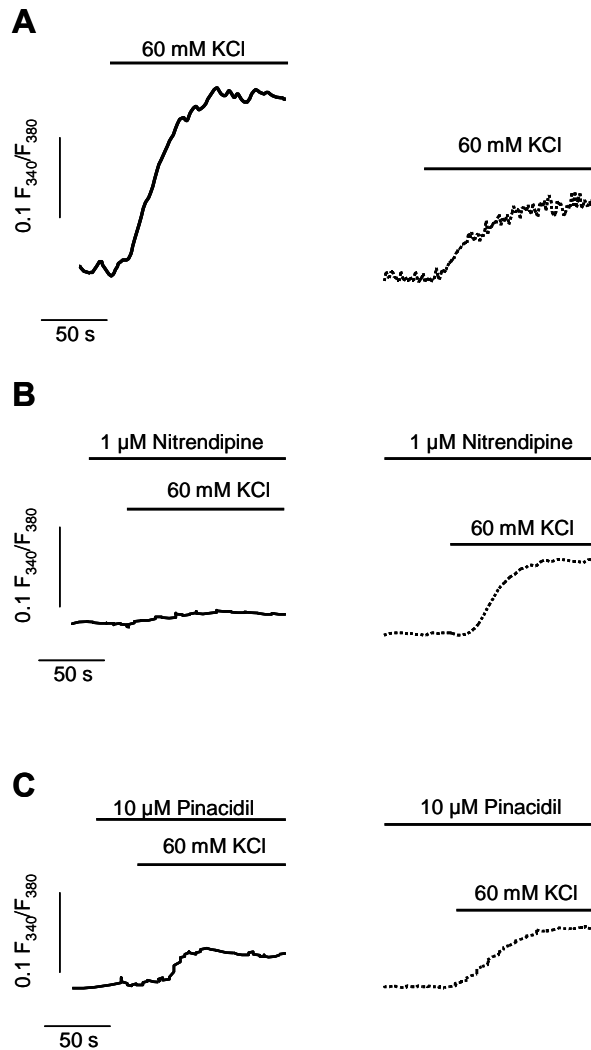 A
60 mM KCl
60 mM KCl
0.1 F340/F380
50 s
B
1 µM Nitrendipine
1 µM Nitrendipine
60 mM KCl
60 mM KCl
0.1 F340/F380
50 s
C
10 µM Pinacidil
10 µM Pinacidil
60 mM KCl
60 mM KCl
0.1 F340/F380
50 s